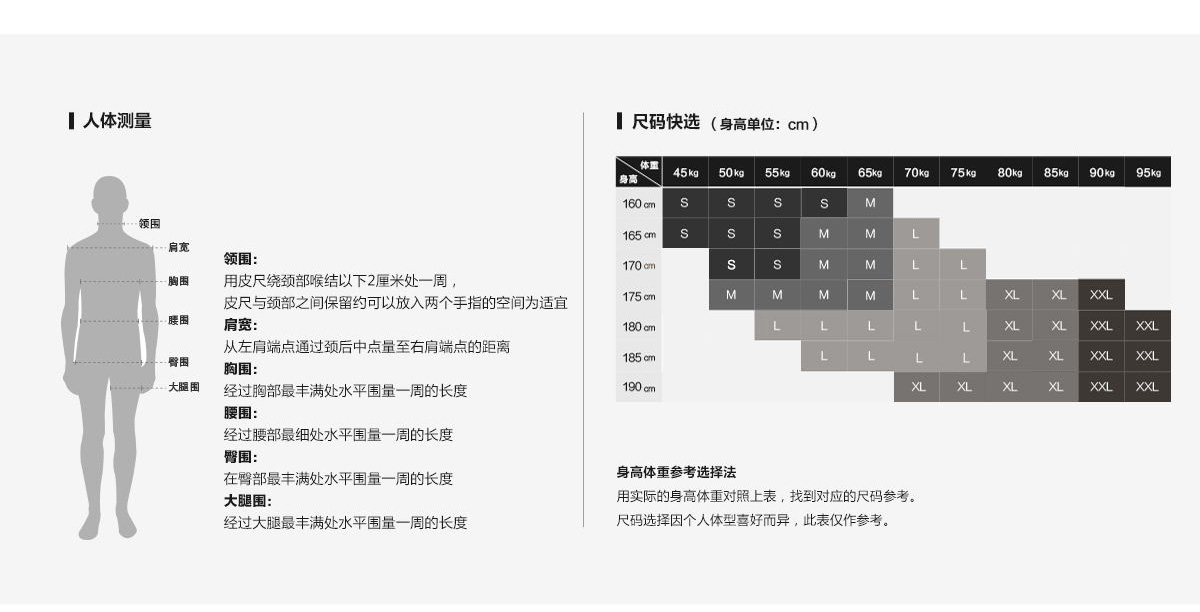 人体测量
领围
肩宽
胸围
腰围
臀围
大腿围
领围:
用皮尺绕颈部喉结以下2厘米处一周，
皮尺与颈部之间保留约可以放入两个手指的空间为适宜
肩宽:
从左肩端点通过颈后中点量至右肩端点的距离
胸围:
经过胸部最丰满处水平围量一周的长度
腰围:
经过腰部最细处水平围量一周的长度
臀围:
在臀部最丰满处水平围量一周的长度
大腿围:
经过大腿最丰满处水平围量一周的长度
尺码快选（身高单位：cm）
体重
身高
45kg 50kg 55kg 60kg 65kg 70kg 75kg 80kg 85kg 90kg 95kg
160cm S S S S M
165cm S S S M M L
170cm S S M M L L
175cm M M M M L L XL XL XXL
180cm L L L L L XL XL XXL XXL
185cm L L L L XL XL XXL XXL
190cm XL XL XL XL XXL XXL
身高体重参考选择法
用实际的身高体重对照上表，找到对应的尺码参考。
尺码选择因个人体型喜好而异，此表仅作参考。